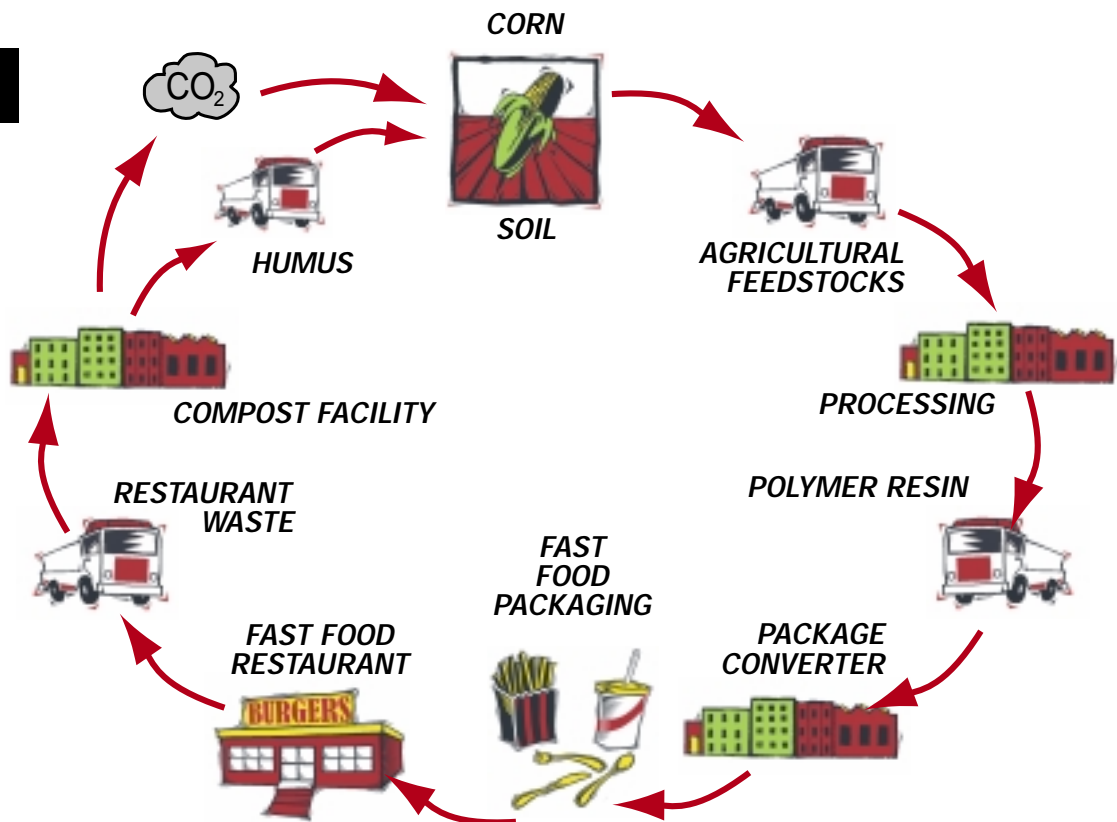 CORN
CO₂
SOIL
HUMUS
AGRICULTURAL
FEEDSTOCKS
COMPOST FACILITY
PROCESSING
RESTAURANT
WASTE
POLYMER RESIN
FAST
FOOD
PACKAGING
FAST FOOD
RESTAURANT
PACKAGE
CONVERTER
BURGERS